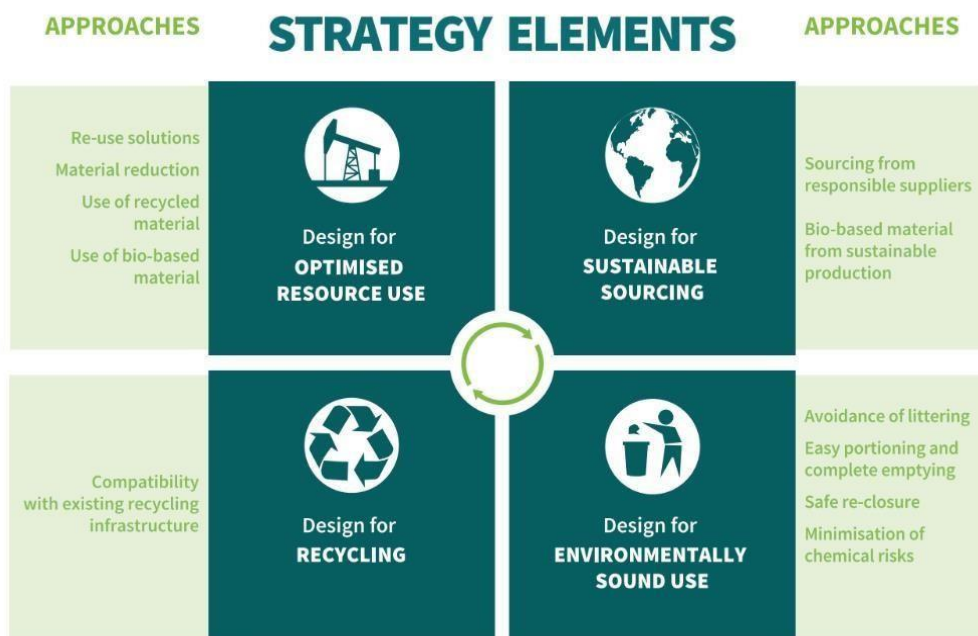 APPROACHES
STRATEGY ELEMENTS
APPROACHES
Re-use solutions
Material reduction
Use of recycled
material
Use of bio-based
material
Design for
OPTIMISED
RESOURCE USE
Design for
SUSTAINABLE
SOURCING
Sourcing from
responsible suppliers
Bio-based material
from sustainable
production
Compatibility
with existing recycling
infrastructure
Design for
RECYCLING
Design for
ENVIRONMENTALLY
SOUND USE
Avoidance of littering
Easy portioning and
complete emptying
Safe re-closure
Minimisation of
chemical risks